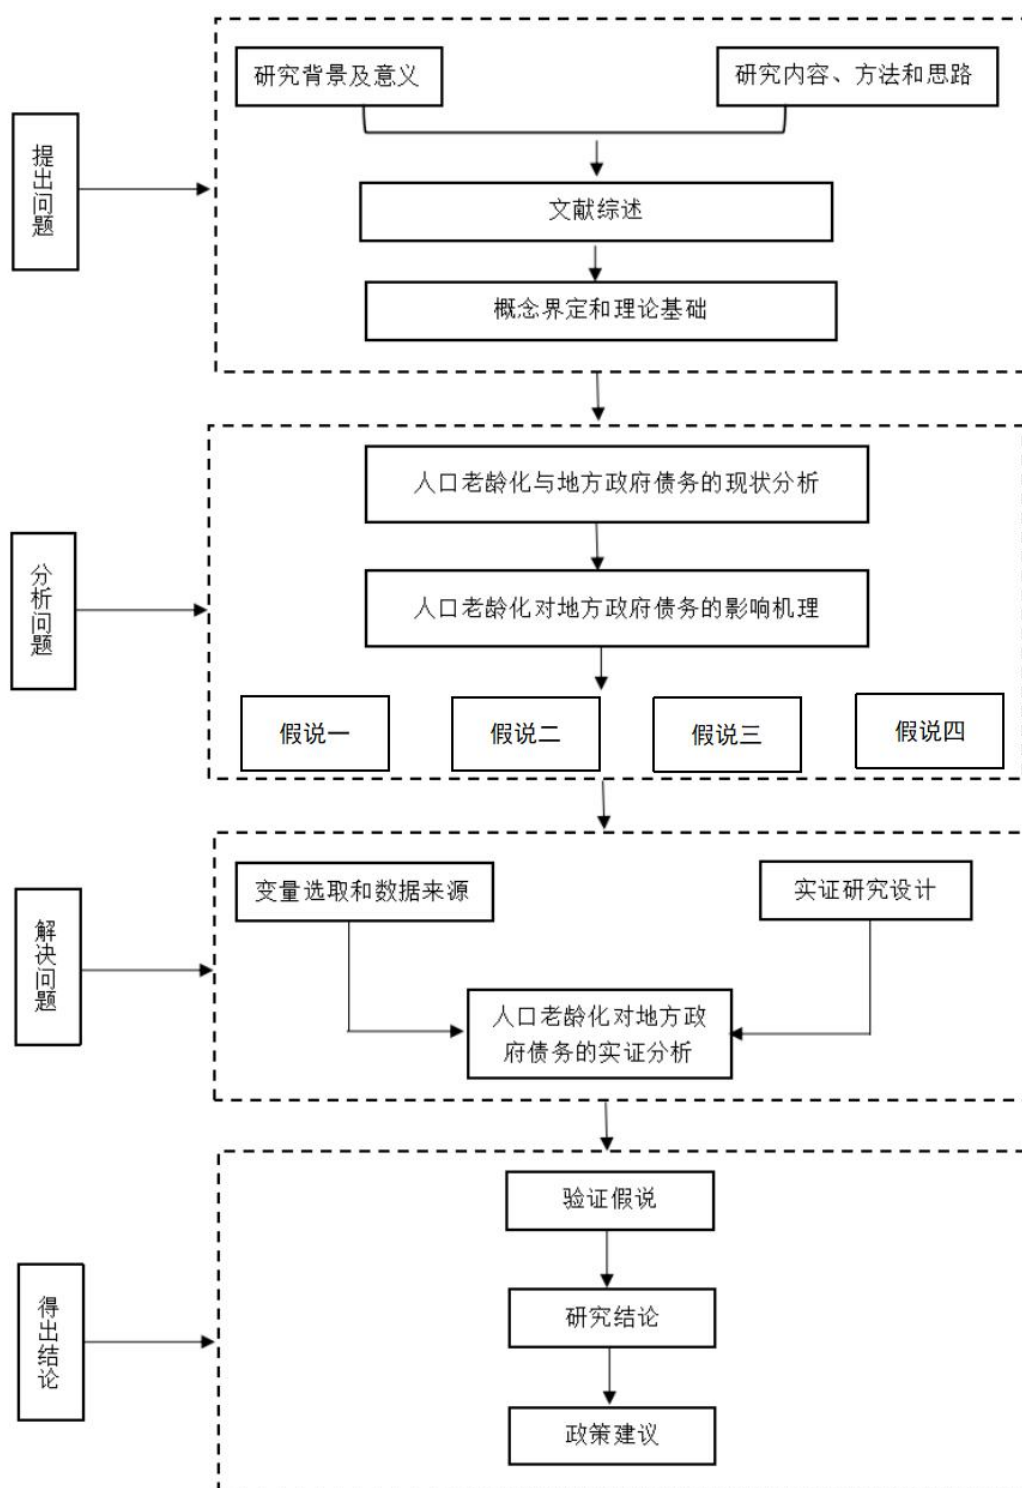 提出问题
研究背景及意义
研究内容、方法和思路
文献综述
概念界定和理论基础
分析问题
人口老龄化与地方政府债务的现状分析
人口老龄化对地方政府债务的影响机理
假说一
假说二
假说三
假说四
解决问题
变量选取和数据来源
实证研究设计
人口老龄化对地方政
府债务的实证分析
得出结论
验证假说
研究结论
政策建议